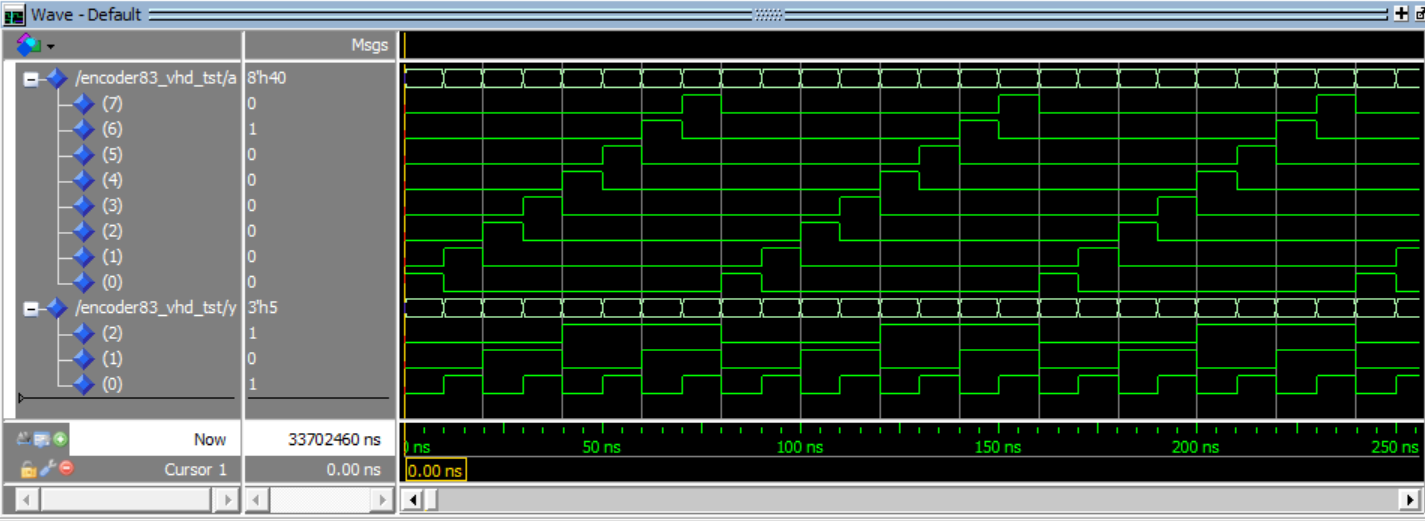 Wave - Default
Msgs
/encoder83_vhd_tst/a 8'h40
(7) 0
(6) 1
(5) 0
(4) 0
(3) 0
(2) 0
(1) 0
(0) 0
/encoder83_vhd_tst/y 3'h5
(2) 1
(1) 0
(0) 1
Now 33702460 ns
ns 50 ns 100 ns 150 ns 200 ns 250 ns
Cursor 1 0.00 ns 0.00 ns